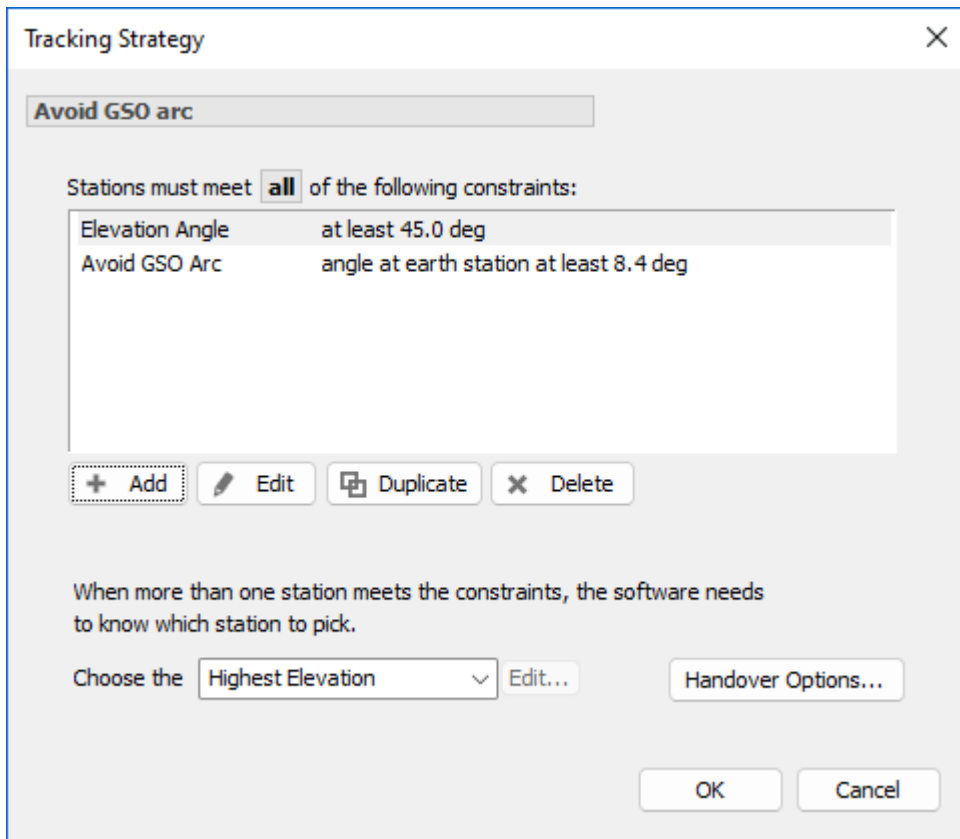 Tracking Strategy
Avoid GSO arc
Stations must meet all of the following constraints:
Elevation Angle at least 45.0 deg
Avoid GSO Arc angle at earth station at least 8.4 deg
Add Edit Duplicate Delete
When more than one station meets the constraints, the software needs
to know which station to pick.
Choose the Highest Elevation Edit... Handover Options...
OK Cancel